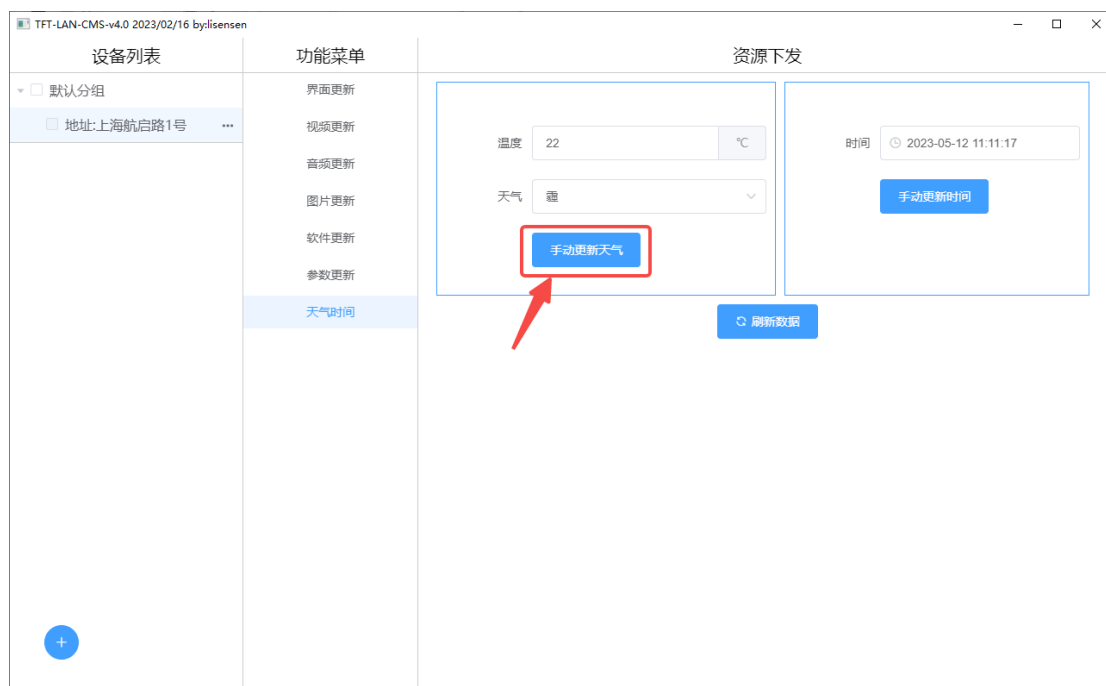 TFT-LAN-CMS-v4.0 2023/02/16 by:lisensen
设备列表
功能菜单
资源下发
默认分组
地址:上海航启路1号
界面更新
视频更新
音频更新
图片更新
软件更新
参数更新
天气时间
温度
22
℃
天气
霾
手动更新天气
时间
2023-05-12 11:11:17
手动更新时间
刷新数据